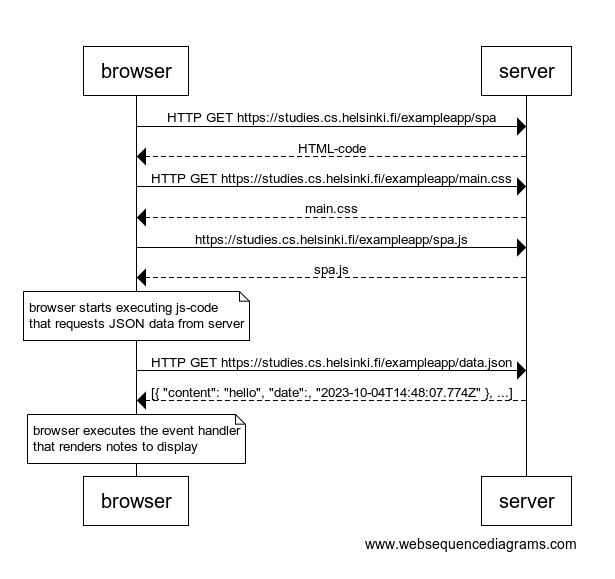 browser
server
HTTP GET https://studies.cs.helsinki.fi/exampleapp/spa
HTML-code
HTTP GET https://studies.cs.helsinki.fi/exampleapp/main.css
main.css
https://studies.cs.helsinki.fi/exampleapp/spa.js
spa.js
browser starts executing js-code
that requests JSON data from server
HTTP GET https://studies.cs.helsinki.fi/exampleapp/data.json
[{ "content": "hello", "date":, "2023-10-04T14:48:07.774Z" }, ...]
browser executes the event handler
that renders notes to display
browser
server
www.websequencediagrams.com